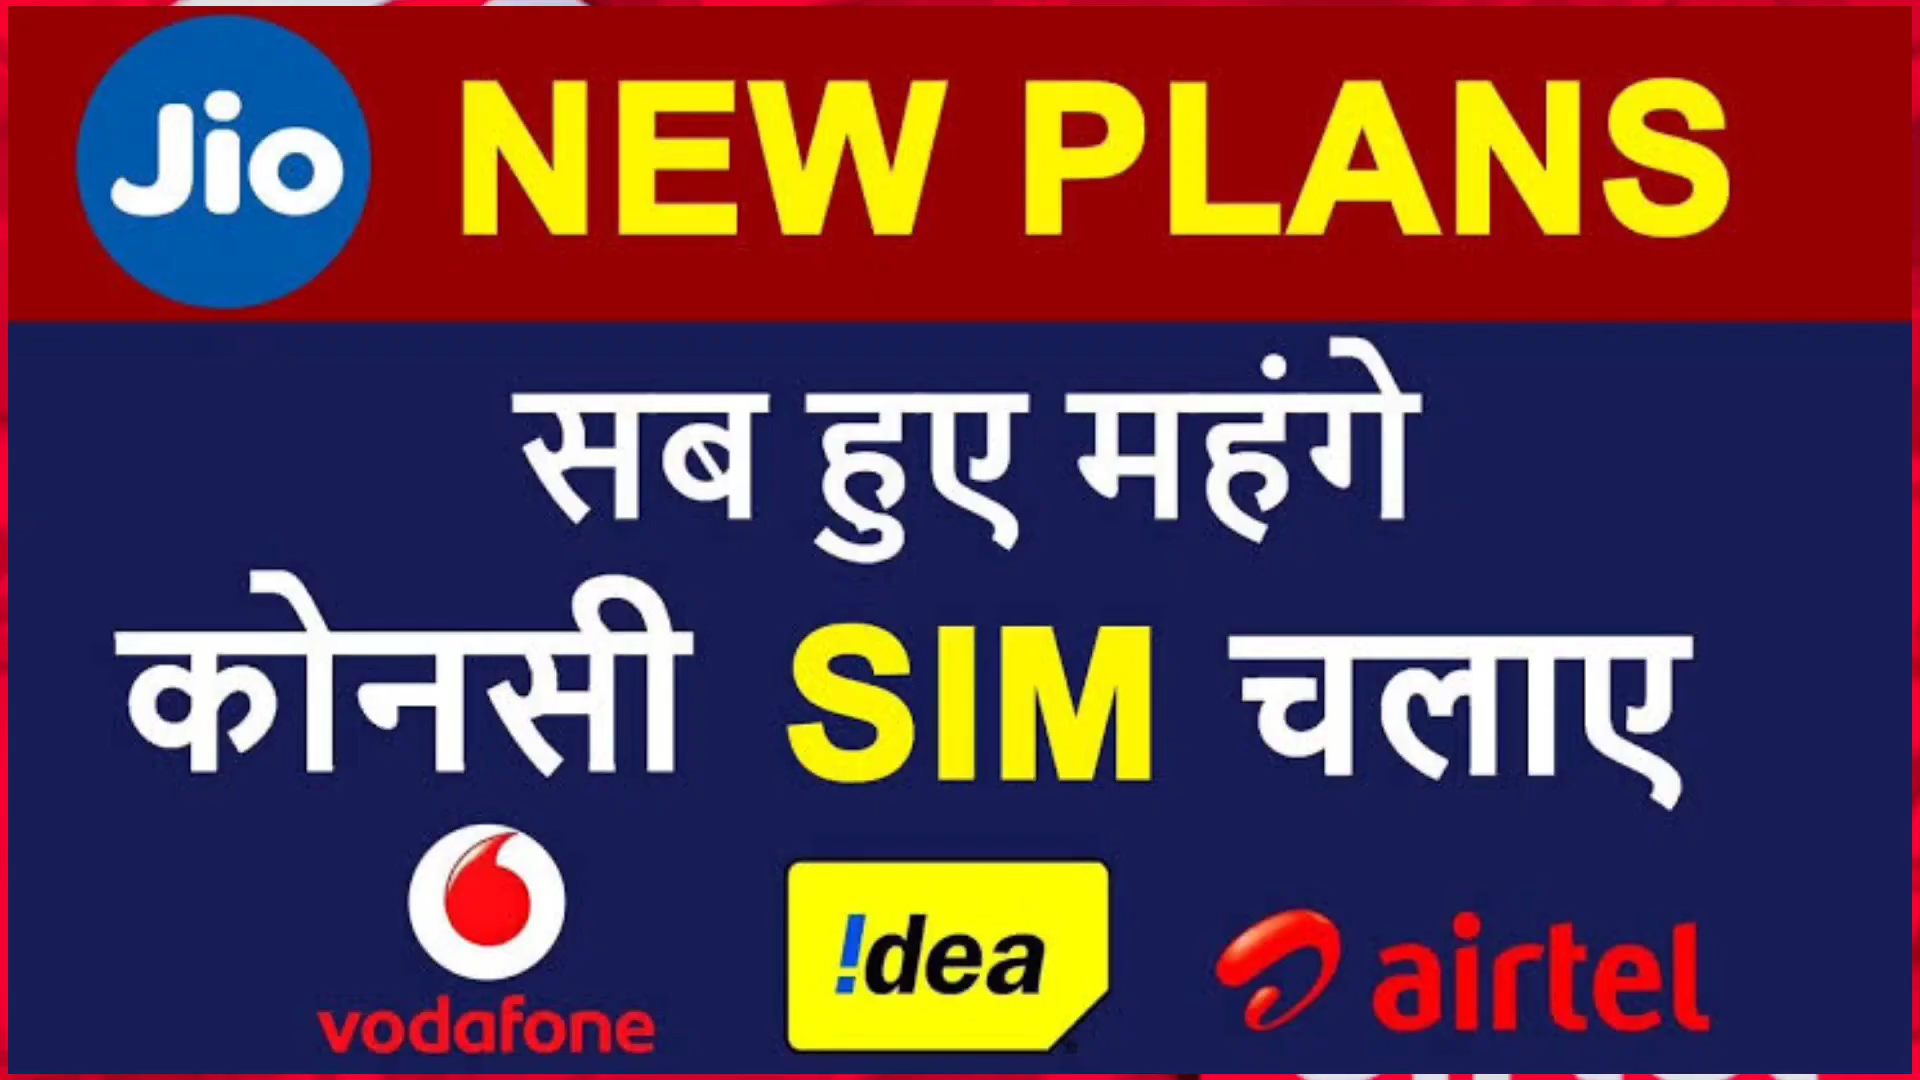 Jio NEW PLANS
सब हुए महंगे
कोनसी SIM चलाए
vodafone !dea airtel